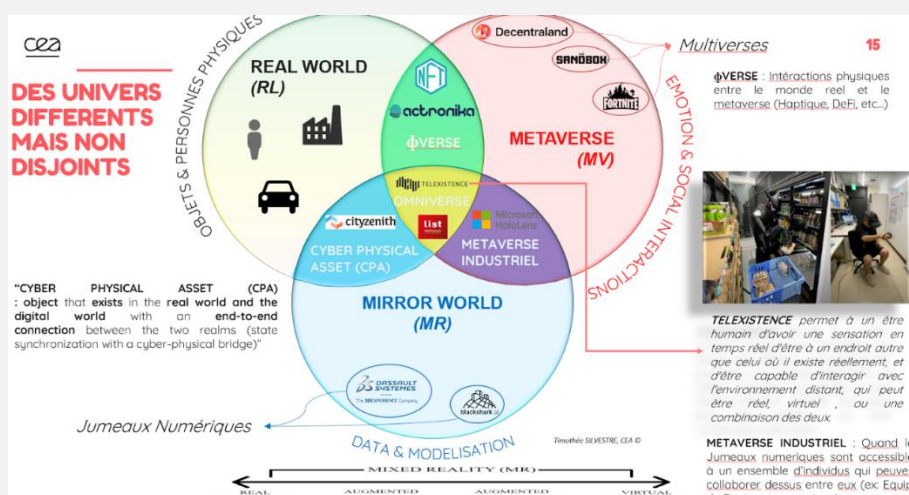 cea
DES UNIVERS
DIFFERENTS
MAIS NON
DISJOINTS
"CYBER PHYSICAL ASSET (CPA)
: object that exists in the real world and the
digital world with an end-to-end
connection between the two realms (state
synchronization with a cyber-physical bridge)"
OBJETS & PERSONNES PHYSIQUES
REAL WORLD
(RL)
NFT
actronika
ϕVERSE
Decentraland
THE SANDBOX
FORTNITE
METAVERSE
(MV)
EMOTION & SOCIAL INTERACTIONS
TELEXISTENCE
OMNIVERSE
cityzenith
list
Microsoft
HoloLens
CYBER PHYSICAL
ASSET (CPA)
METAVERSE
INDUSTRIEL
MIRROR WORLD
(MR)
DASSAULT
SYSTEMES
The 3DEXPERIENCE Company
blackshark.ai
Jumeaux Numériques
DATA & MODELISATION
Timothée SILVESTRE, CEA ©
MIXED REALITY (MR)
REAL AUGMENTED AUGMENTED VIRTUAL
Multiverses
15
ϕVERSE : Intéractions physiques
entre le monde reel et le
metaverse (Haptique, DeFi, etc...)
TELEXISTENCE permet à un être
humain d'avoir une sensation en
temps réel d'être à un endroit autre
que celui où il existe réellement, et
d'être capable d'interagir avec
l'environnement distant, qui peut
être réel, virtuel , ou une
combinaison des deux.
METAVERSE INDUSTRIEL : Quand le
Jumeaux numeriques sont accessible
à un ensemble d'individus qui peuve
collaborer dessus entre eux (ex: Equip